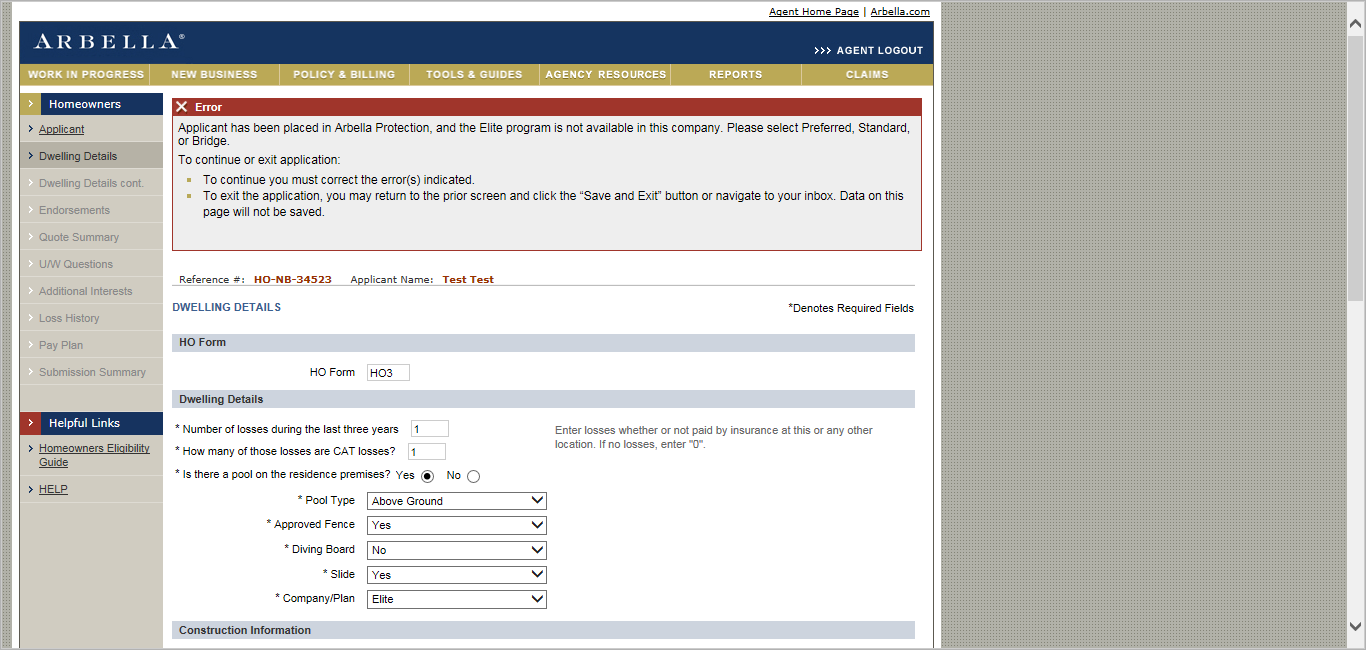 Agent Home Page | Arbella.com
ARBELLA®
>>> AGENT LOGOUT
WORK IN PROGRESS NEW BUSINESS POLICY & BILLING TOOLS & GUIDES AGENCY RESOURCES REPORTS CLAIMS
Homeowners
Applicant
Dwelling Details
Dwelling Details cont.
Endorsements
Quote Summary
U/W Questions
Additional Interests
Loss History
Pay Plan
Submission Summary
Helpful Links
Homeowners Eligibility
Guide
HELP
Error
Applicant has been placed in Arbella Protection, and the Elite program is not available in this company. Please select Preferred, Standard,
or Bridge.
To continue or exit application:
To continue you must correct the error(s) indicated.
To exit the application, you may return to the prior screen and click the “Save and Exit” button or navigate to your inbox. Data on this
page will not be saved.
Reference #: HO-NB-34523 Applicant Name: Test Test
DWELLING DETAILS
*Denotes Required Fields
HO Form
HO Form HO3
Dwelling Details
* Number of losses during the last three years 1
* How many of those losses are CAT losses? 1
Enter losses whether or not paid by insurance at this or any other
location. If no losses, enter "0".
* Is there a pool on the residence premises? Yes No
* Pool Type Above Ground
* Approved Fence Yes
* Diving Board No
* Slide Yes
* Company/Plan Elite
Construction Information